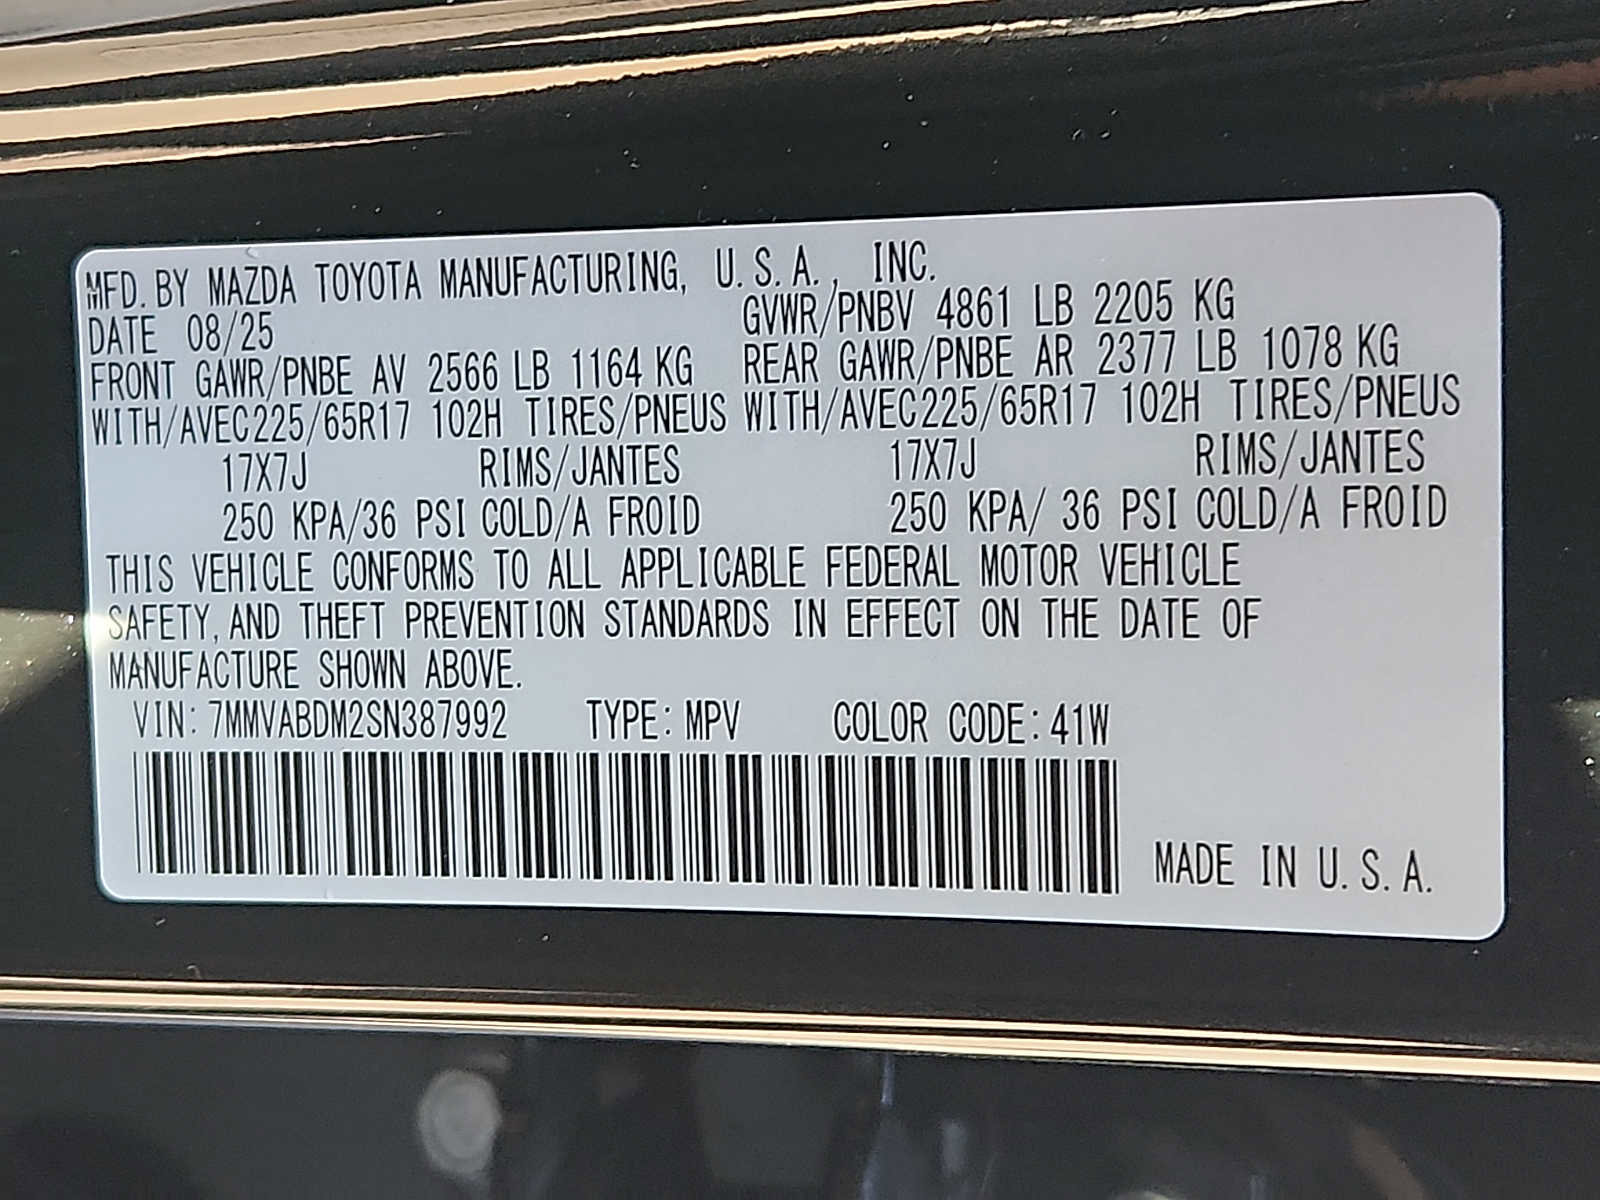 MFD. BY MAZDA TOYOTA MANUFACTURING, U.S.A., INC.
DATE 08/25 GVWR/PNBV 4861 LB 2205 KG
FRONT GAWR/PNBE AV 2566 LB 1164 KG REAR GAWR/PNBE AR 2377 LB 1078 KG
WITH/AVEC225/65R17 102H TIRES/PNEUS WITH/AVEC225/65R17 102H TIRES/PNEUS
17X7J RIMS/JANTES 17X7J RIMS/JANTES
250 KPA/36 PSI COLD/A FROID 250 KPA/ 36 PSI COLD/A FROID
THIS VEHICLE CONFORMS TO ALL APPLICABLE FEDERAL MOTOR VEHICLE
SAFETY, AND THEFT PREVENTION STANDARDS IN EFFECT ON THE DATE OF
MANUFACTURE SHOWN ABOVE.
VIN: 7MMVABDM2SN387992 TYPE: MPV COLOR CODE: 41W
MADE IN U.S.A.